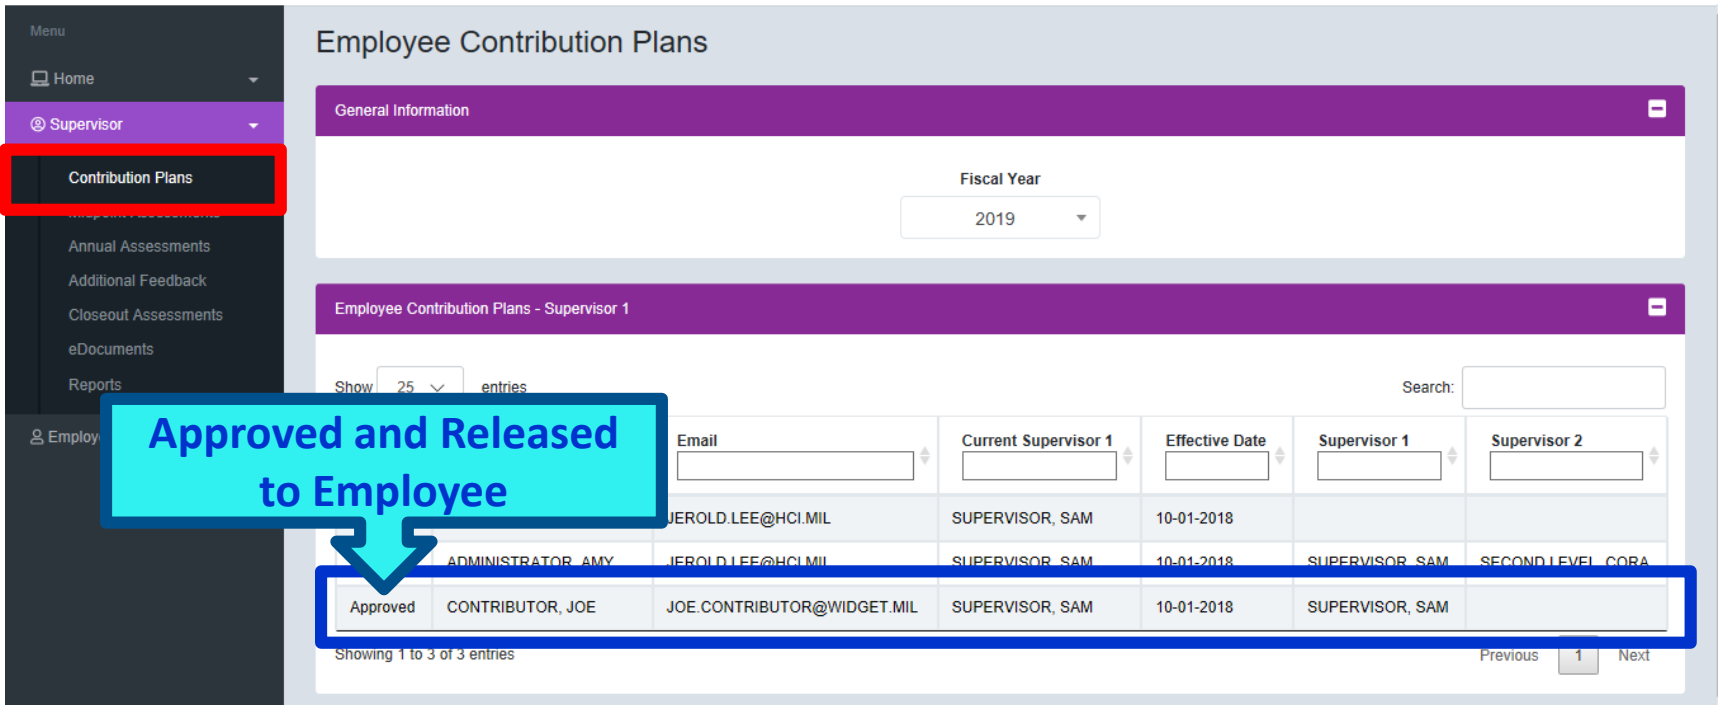 Menu
Home
Supervisor
Contribution Plans
Midpoint Assessments
Annual Assessments
Additional Feedback
Closeout Assessments
eDocuments
Reports
Employee Contribution Plans
General Information
Fiscal Year
2019
Employee Contribution Plans - Supervisor 1
Show 25 entries
Search:
Approved and Released
to Employee
Email Current Supervisor 1 Effective Date Supervisor 1 Supervisor 2
JEROLD.LEE@HCI.MIL SUPERVISOR, SAM 10-01-2018
ADMINISTRATOR, AMY JEROLD.LEE@HCI.MIL SUPERVISOR, SAM 10-01-2018 SUPERVISOR, SAM SECOND LEVEL, CORA
Approved CONTRIBUTOR, JOE JOE.CONTRIBUTOR@WIDGET.MIL SUPERVISOR, SAM 10-01-2018 SUPERVISOR, SAM
Showing 1 to 3 of 3 entries
Previous 1 Next